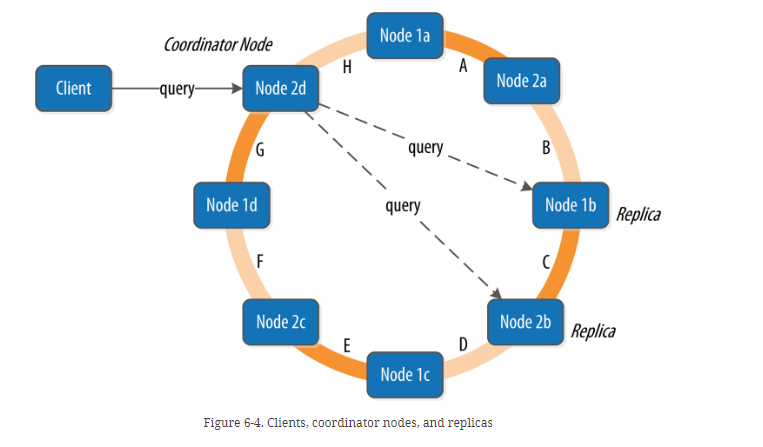 Coordinator Node
Node 1a
H
A
Client
query
Node 2d
Node 2a
G
query
B
Node 1d
query
Node 1b
Replica
F
C
Node 2c
Node 2b
Replica
E
D
Node 1c
Figure 6-4. Clients, coordinator nodes, and replicas